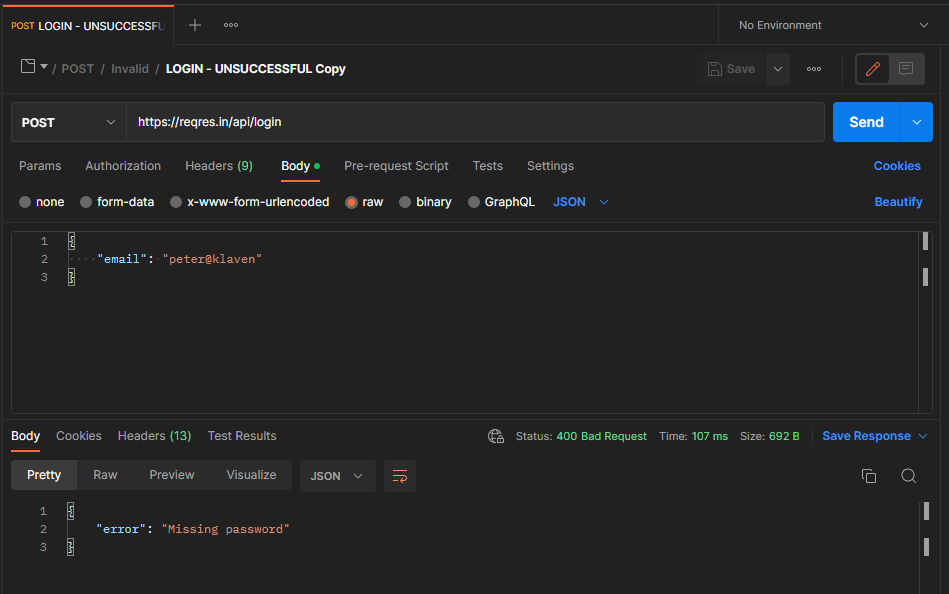 POST LOGIN - UNSUCCESSFU
No Environment
/ POST / Invalid / LOGIN - UNSUCCESSFUL Copy
Save
POST
https://reqres.in/api/login
Send
Params Authorization Headers (9) Body Pre-request Script Tests Settings Cookies
none form-data x-www-form-urlencoded raw binary GraphQL JSON Beautify
1 {
2 "email": "peter@klaven"
3 }
Body Cookies Headers (13) Test Results Status: 400 Bad Request Time: 107 ms Size: 692 B Save Response
Pretty Raw Preview Visualize JSON
1 {
2 "error": "Missing password"
3 }